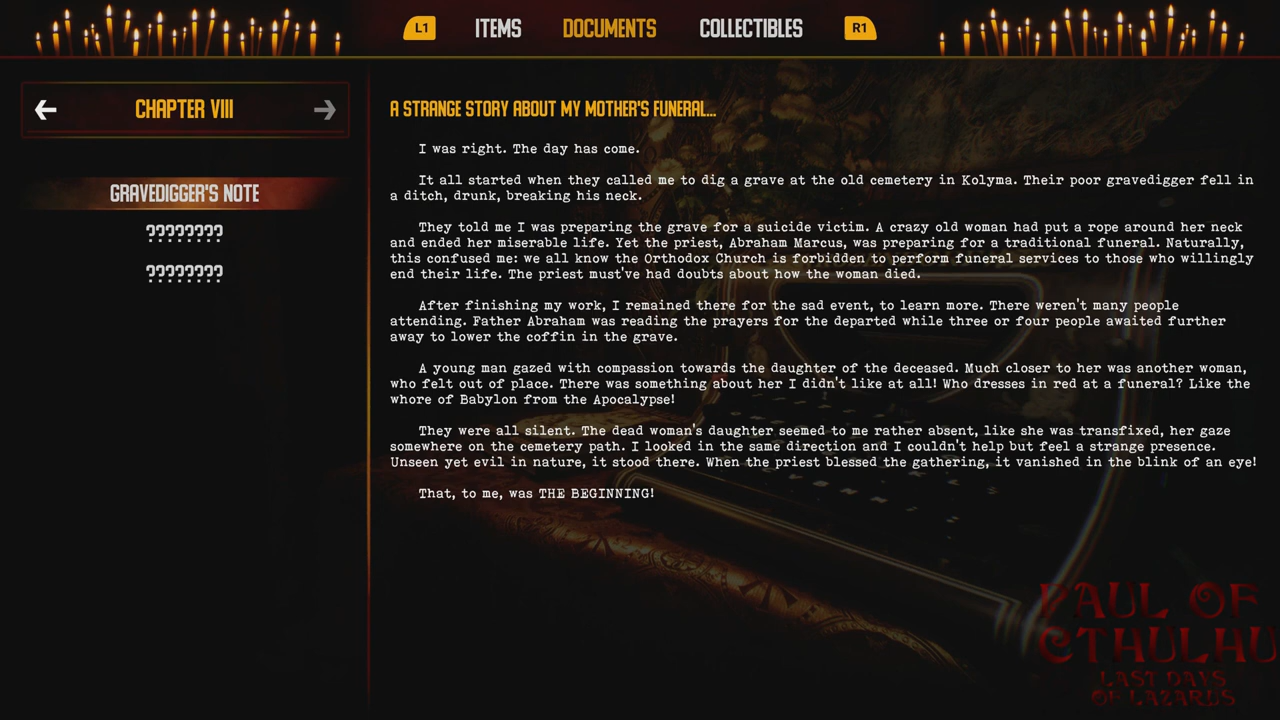 L1 ITEMS DOCUMENTS COLLECTIBLES R1
CHAPTER VIII
GRAVEDIGGER'S NOTE
????????
????????
A STRANGE STORY ABOUT MY MOTHER'S FUNERAL...
I was right. The day has come.
It all started when they called me to dig a grave at the old cemetery in Kolyma. Their poor gravedigger fell in
a ditch, drunk, breaking his neck.
They told me I was preparing the grave for a suicide victim. A crazy old woman had put a rope around her neck
and ended her miserable life. Yet the priest, Abraham Marcus, was preparing for a traditional funeral. Naturally,
this confused me: we all know the Orthodox Church is forbidden to perform funeral services to those who willingly
end their life. The priest must've had doubts about how the woman died.
After finishing my work, I remained there for the sad event, to learn more. There weren't many people
attending. Father Abraham was reading the prayers for the departed while three or four people awaited further
away to lower the coffin in the grave.
A young man gazed with compassion towards the daughter of the deceased. Much closer to her was another woman,
who felt out of place. There was something about her I didn't like at all! Who dresses in red at a funeral? Like the
whore of Babylon from the Apocalypse!
They were all silent. The dead woman's daughter seemed to me rather absent, like she was transfixed, her gaze
somewhere on the cemetery path. I looked in the same direction and I couldn't help but feel a strange presence.
Unseen yet evil in nature, it stood there. When the priest blessed the gathering, it vanished in the blink of an eye!
That, to me, was THE BEGINNING!
VAUL OF
CTHULHU
LAST DAYS
OF LAZARUS